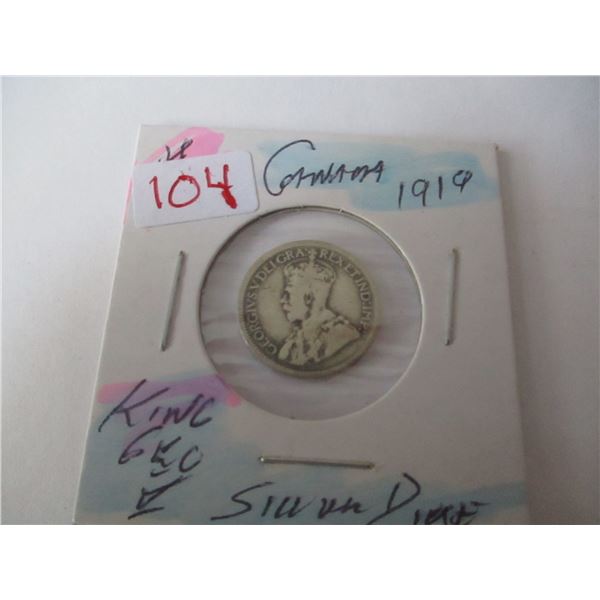 104
CANADA 1919
GEORGIVS V DEI GRA: REX ET IND: IMP:
KING
GEO
V SILVER DIME